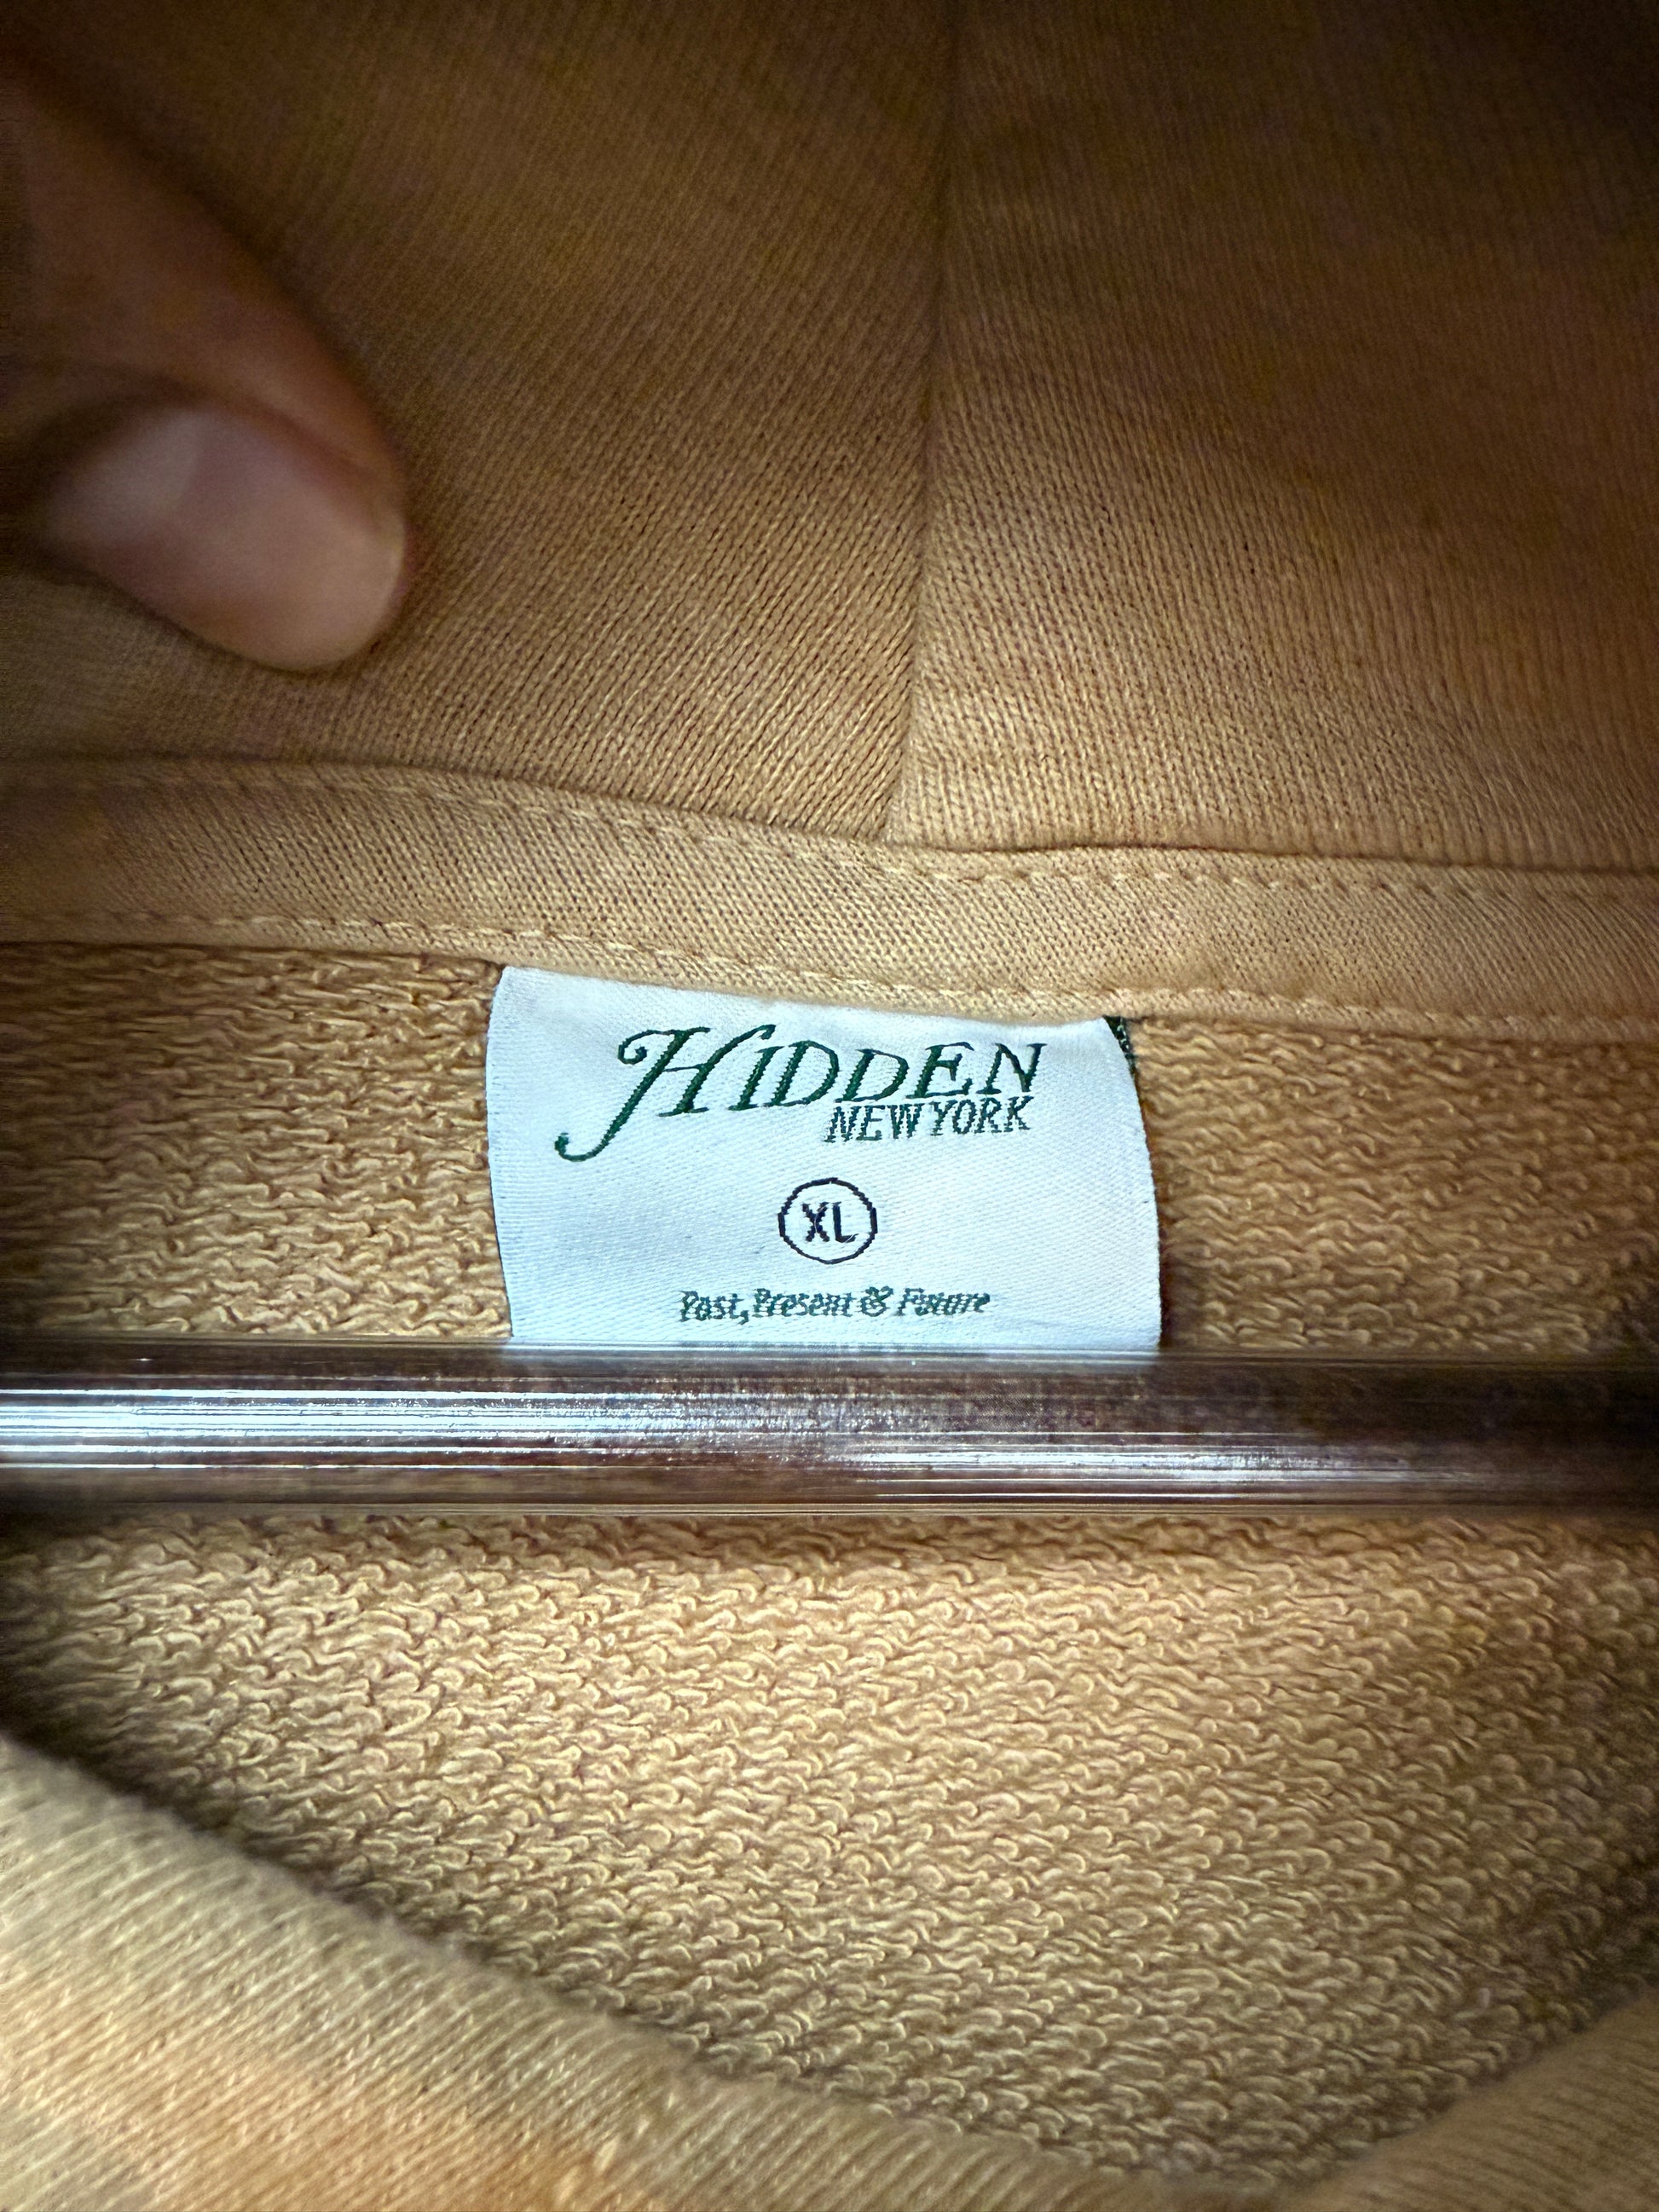 HIDDEN
NEW YORK
XL
Past, Present & Future